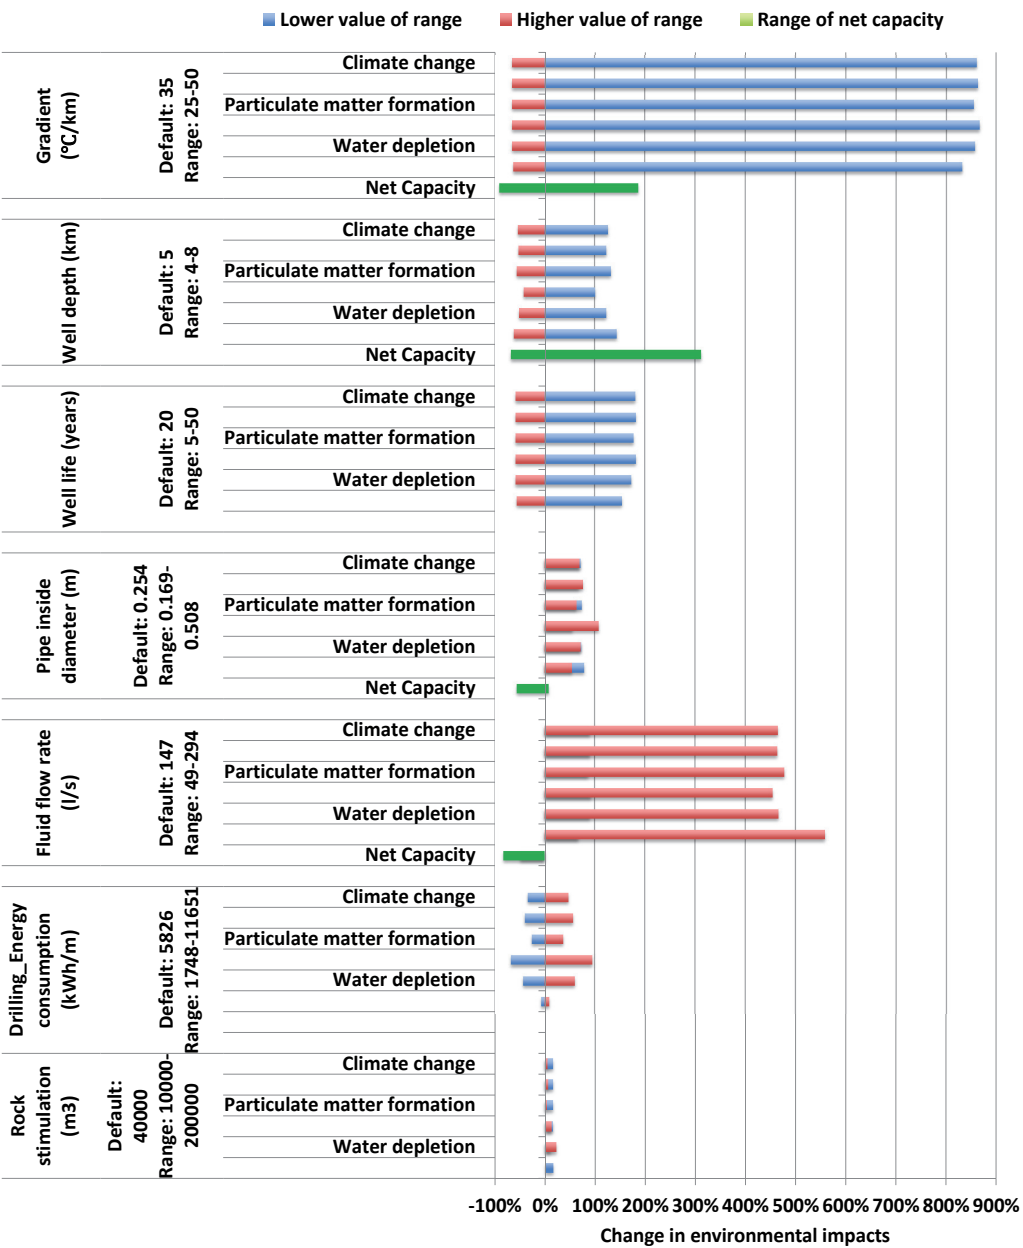 Lower value of range
Higher value of range
Range of net capacity
Gradient
(°C/km)
Default: 35
Range: 25-50
Climate change
Particulate matter formation
Water depletion
Net Capacity
Well depth (km)
Default: 5
Range: 4-8
Climate change
Particulate matter formation
Water depletion
Net Capacity
Well life (years)
Default: 20
Range: 5-50
Climate change
Particulate matter formation
Water depletion
Pipe inside
diameter (m)
Default: 0.254
Range: 0.169-
0.508
Climate change
Particulate matter formation
Water depletion
Net Capacity
Fluid flow rate
(l/s)
Default: 147
Range: 49-294
Climate change
Particulate matter formation
Water depletion
Net Capacity
Drilling_Energy
consumption
(kWh/m)
Default: 5826
Range: 1748-11651
Climate change
Particulate matter formation
Water depletion
Rock
stimulation
(m3)
Default:
40000
Range: 10000-
200000
Climate change
Particulate matter formation
Water depletion
-100% 0% 100% 200% 300% 400% 500% 600% 700% 800% 900%
Change in environmental impacts